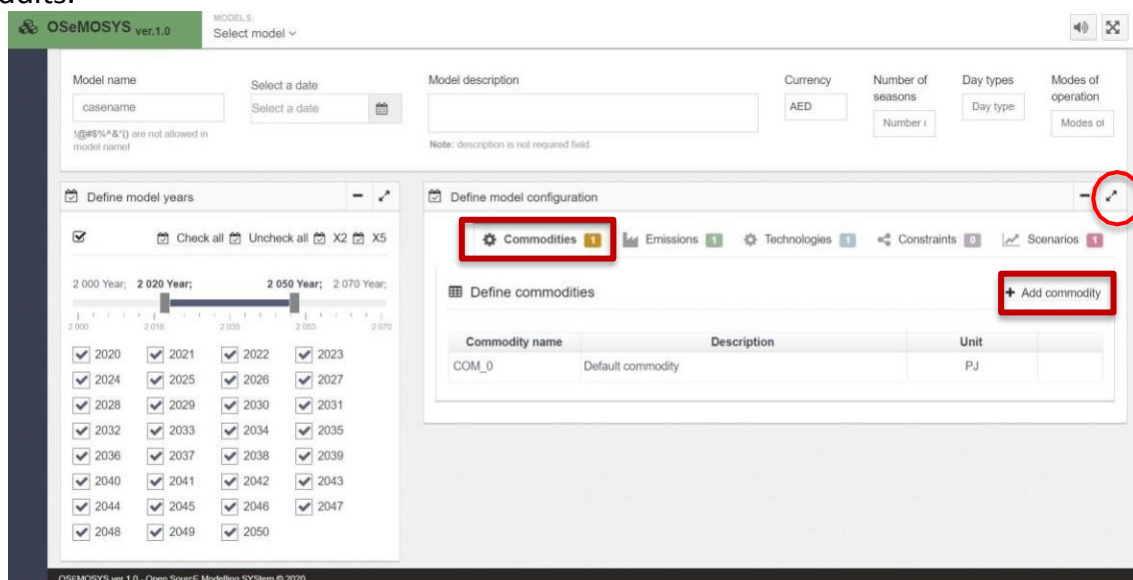 aults.
OSeMOSYS ver.1.0
MODELS:
Select model
Model name
Select a date
Model description
Currency
Number of seasons
Day types
Modes of operation
casename
Select a date
AED
Number
Day type
Modes of
!@#$%^&*() are not allowed in model name!
Note: description is not required field
Define model years
Define model configuration
Check all Uncheck all X2 X5
Commodities 1 Emissions 1 Technologies 1 Constraints 0 Scenarios 1
2 000 Year; 2 020 Year; 2 050 Year; 2 070 Year;
2 000 2 018 2 035 2 053 2 070
Define commodities
+ Add commodity
Commodity name Description Unit
COM_0 Default commodity PJ
2020 2021 2022 2023
2024 2025 2026 2027
2028 2029 2030 2031
2032 2033 2034 2035
2036 2037 2038 2039
2040 2041 2042 2043
2044 2045 2046 2047
2048 2049 2050
OSeMOSYS ver.1.0 - Open SourcE Modelling SYStem © 2020